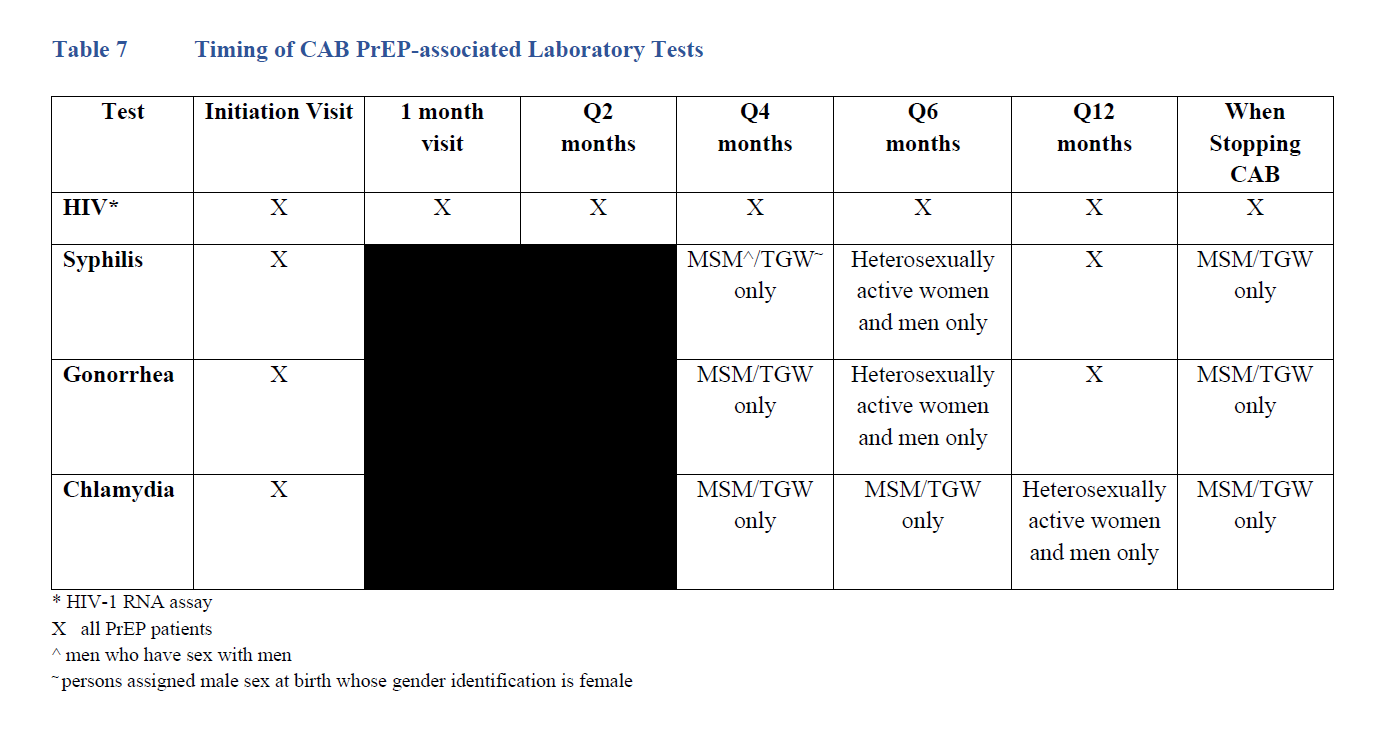 Table 7 Timing of CAB PrEP-associated Laboratory Tests
Test Initiation Visit 1 month visit Q2 months Q4 months Q6 months Q12 months When Stopping CAB
HIV* X X X X X X X
Syphilis X MSM^/TGW~ only Heterosexually active women and men only X MSM/TGW only
Gonorrhea X MSM/TGW only Heterosexually active women and men only X MSM/TGW only
Chlamydia X MSM/TGW only MSM/TGW only Heterosexually active women and men only MSM/TGW only
* HIV-1 RNA assay
X all PrEP patients
^ men who have sex with men
~ persons assigned male sex at birth whose gender identification is female